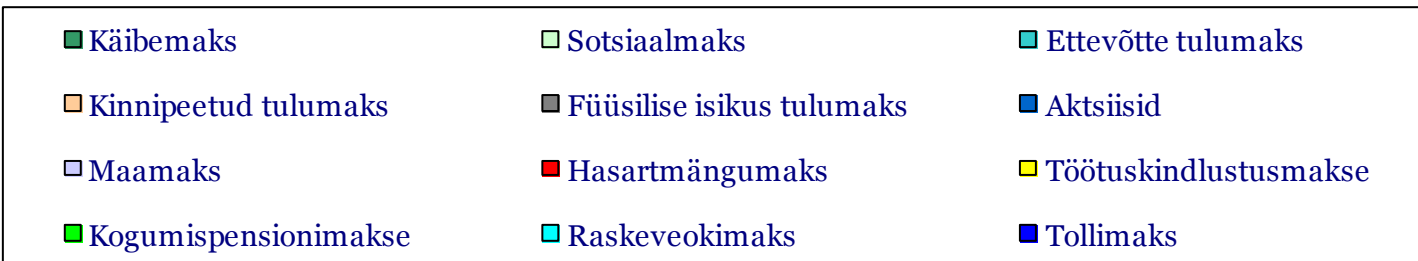 Käibemaks Sotsiaalmaks Ettevõtte tulumaks
Kinnipeetud tulumaks Füüsilise isikus tulumaks Aktsiisid
Maamaks Hasartmängumaks Töötuskindlustusmakse
Kogumispensionimakse Raskeveokimaks Tollimaks